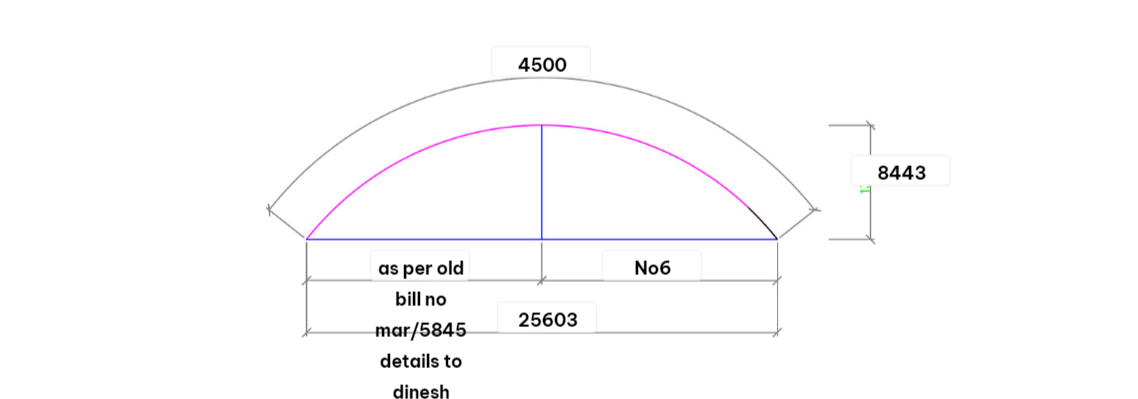 4500
8443
as per old
bill no
mar/5845
details to
dinesh
No6
25603